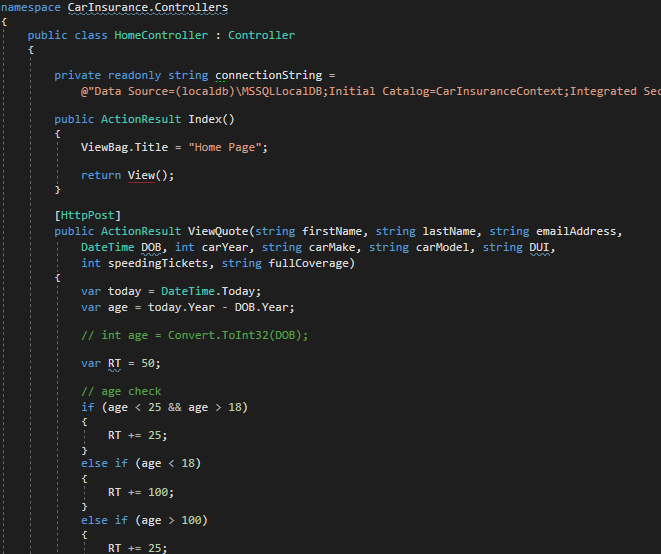 namespace CarInsurance.Controllers
{
public class HomeController : Controller
{
private readonly string connectionString =
@"Data Source=(localdb)\MSSQLLocalDB;Initial Catalog=CarInsuranceContext;Integrated Sec
public ActionResult Index()
{
ViewBag.Title = "Home Page";
return View();
}
[HttpPost]
public ActionResult ViewQuote(string firstName, string lastName, string emailAddress,
DateTime DOB, int carYear, string carMake, string carModel, string DUI,
int speedingTickets, string fullCoverage)
{
var today = DateTime.Today;
var age = today.Year - DOB.Year;
// int age = Convert.ToInt32(DOB);
var RT = 50;
// age check
if (age < 25 && age > 18)
{
RT += 25;
}
else if (age < 18)
{
RT += 100;
}
else if (age > 100)
{
RT += 25;